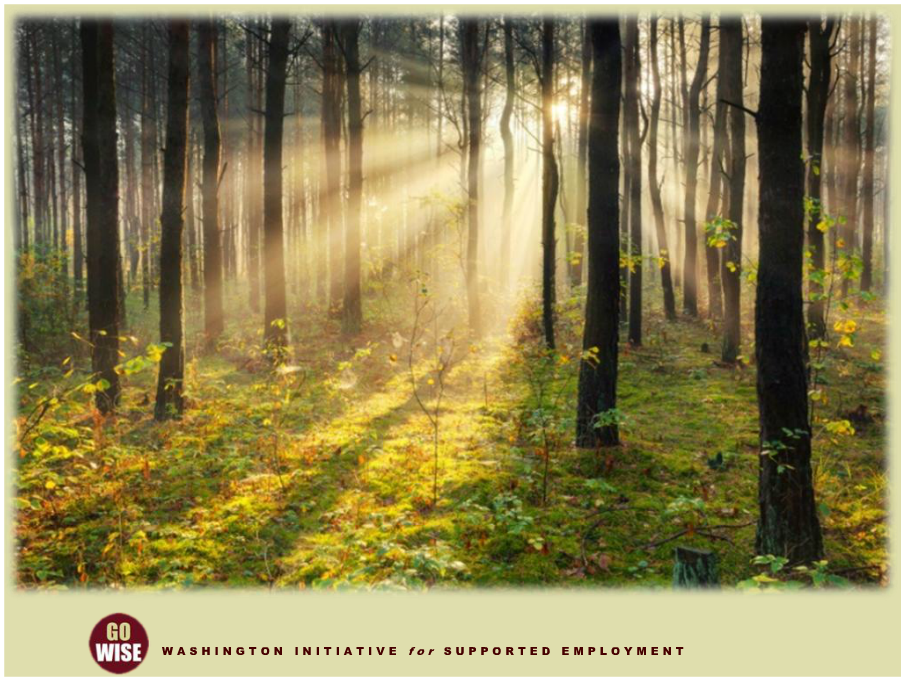 GO
WISE
WASHINGTON INITIATIVE for SUPPORTED EMPLOYMENT